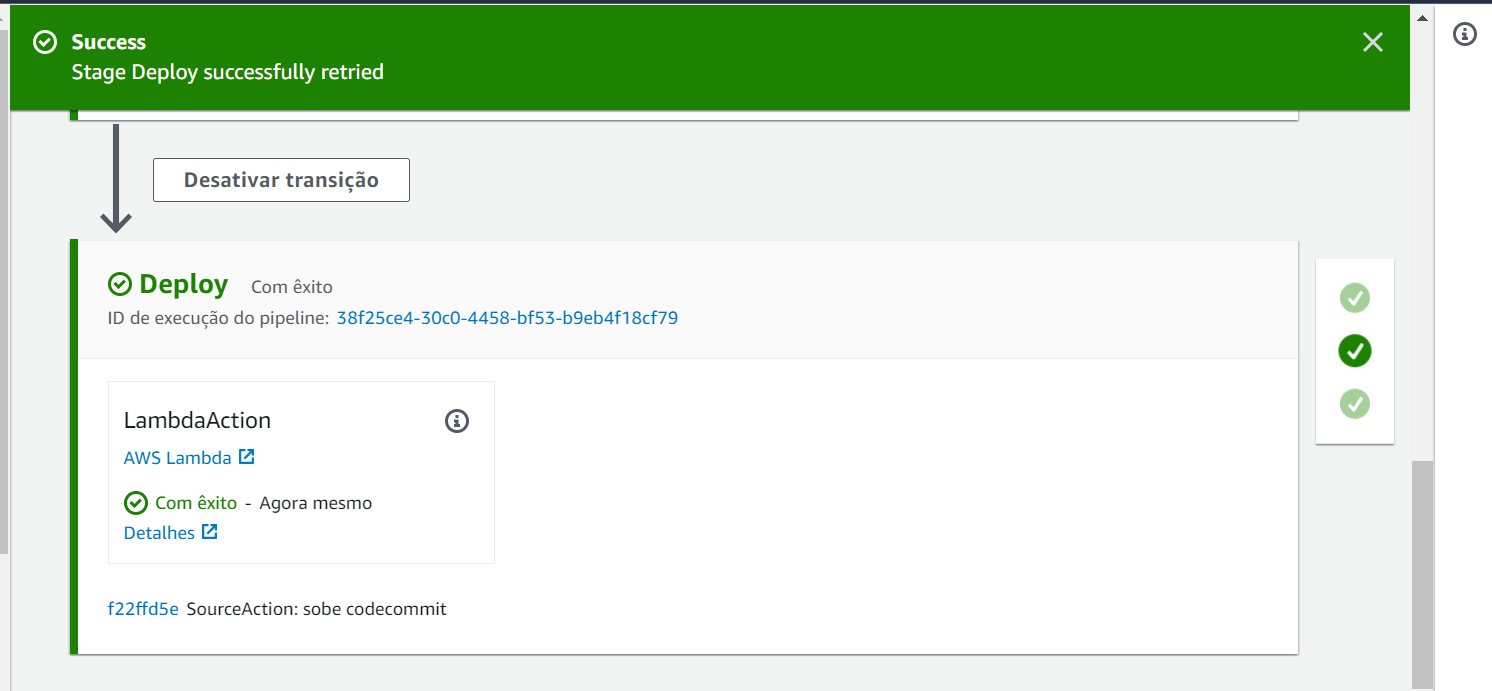 Success
Stage Deploy successfully retried
Desativar transição
Deploy Com êxito
ID de execução do pipeline: 38f25ce4-30c0-4458-bf53-b9eb4f18cf79
LambdaAction
AWS Lambda
Com êxito - Agora mesmo
Detalhes
f22ffd5e SourceAction: sobe codecommit